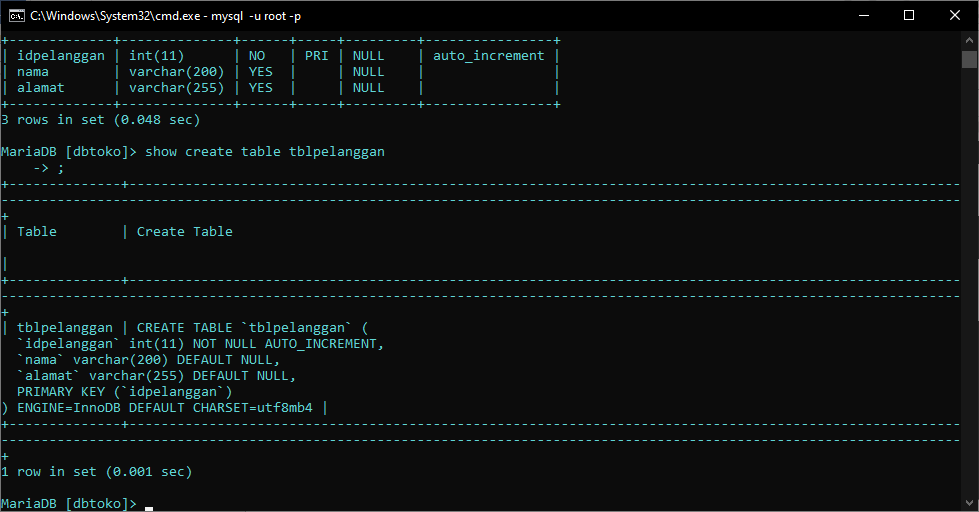 C:\Windows\System32\cmd.exe - mysql  -u root -p
+-------------+--------------+------+-----+---------+----------------+
| idpelanggan | int(11)      | NO   | PRI | NULL    | auto_increment |
| nama        | varchar(200) | YES  |     | NULL    |                |
| alamat      | varchar(255) | YES  |     | NULL    |                |
+-------------+--------------+------+-----+---------+----------------+
3 rows in set (0.048 sec)
MariaDB [dbtoko]> show create table tblpelanggan
    -> ;
+--------------+--------------------------------------------------------------------------------------------------------
------------------------------------------------------------------------------------------------------------------------
+
| Table        | Create Table
|
+--------------+--------------------------------------------------------------------------------------------------------
------------------------------------------------------------------------------------------------------------------------
+
| tblpelanggan | CREATE TABLE `tblpelanggan` (
  `idpelanggan` int(11) NOT NULL AUTO_INCREMENT,
  `nama` varchar(200) DEFAULT NULL,
  `alamat` varchar(255) DEFAULT NULL,
  PRIMARY KEY (`idpelanggan`)
) ENGINE=InnoDB DEFAULT CHARSET=utf8mb4 |
+--------------+--------------------------------------------------------------------------------------------------------
------------------------------------------------------------------------------------------------------------------------
+
1 row in set (0.001 sec)
MariaDB [dbtoko]>